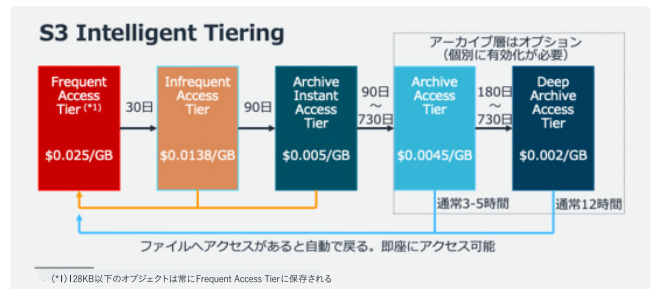 S3 Intelligent Tiering
アーカイブ層はオプション
（個別に有効化が必要）
Frequent
Access
Tier(*1)
$0.025/GB
30日
Infrequent
Access
Tier
$0.0138/GB
90日
Archive
Instant
Access
Tier
$0.005/GB
90日
～
730日
Archive
Access
Tier
$0.0045/GB
180日
～
730日
Deep
Archive
Access
Tier
$0.002/GB
通常3-5時間
通常12時間
ファイルへアクセスがあると自動で戻る。即座にアクセス可能
(*1)128KB以下のオブジェクトは常にFrequent Access Tierに保存される